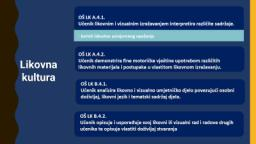 OŠ LK A.4.1.
Učenik likovnim i vizualnim izražavanjem interpretira različite sadržaje.
OŠ LK A.4.2.
Učenik demonstrira fine motoričke vještine upotrebom različitih
likovnih materijala i postupaka u vlastitom likovnom izražavanju.
Likovna
kultura
OŠ LK B.4.1.
Učenik analizira likovno i vizualno umjetničko djelo povezujući osobni
doživljaj, likovni jezik i tematski sadržaj djela.
OŠ LK B.4.2.
Učenik opisuje i uspoređuje svoj likovni ili vizualni rad i radove drugih
učenika te opisuje vlastiti doživljaj stvaranja